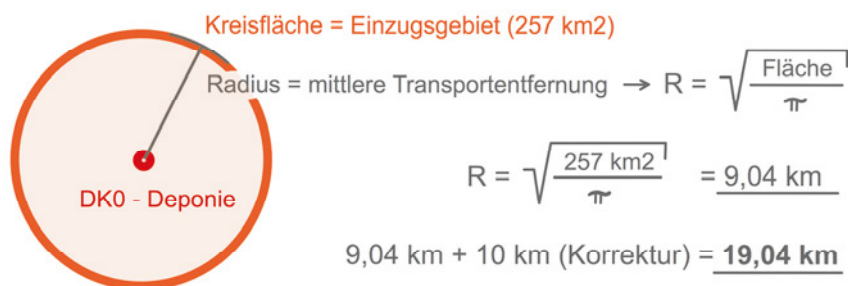 Kreisfläche = Einzugsgebiet (257 km2)
Radius = mittlere Transportentfernung → R = √ Fläche / π
DK0 - Deponie
R = √ 257 km2 / π = 9,04 km
9,04 km + 10 km (Korrektur) = 19,04 km